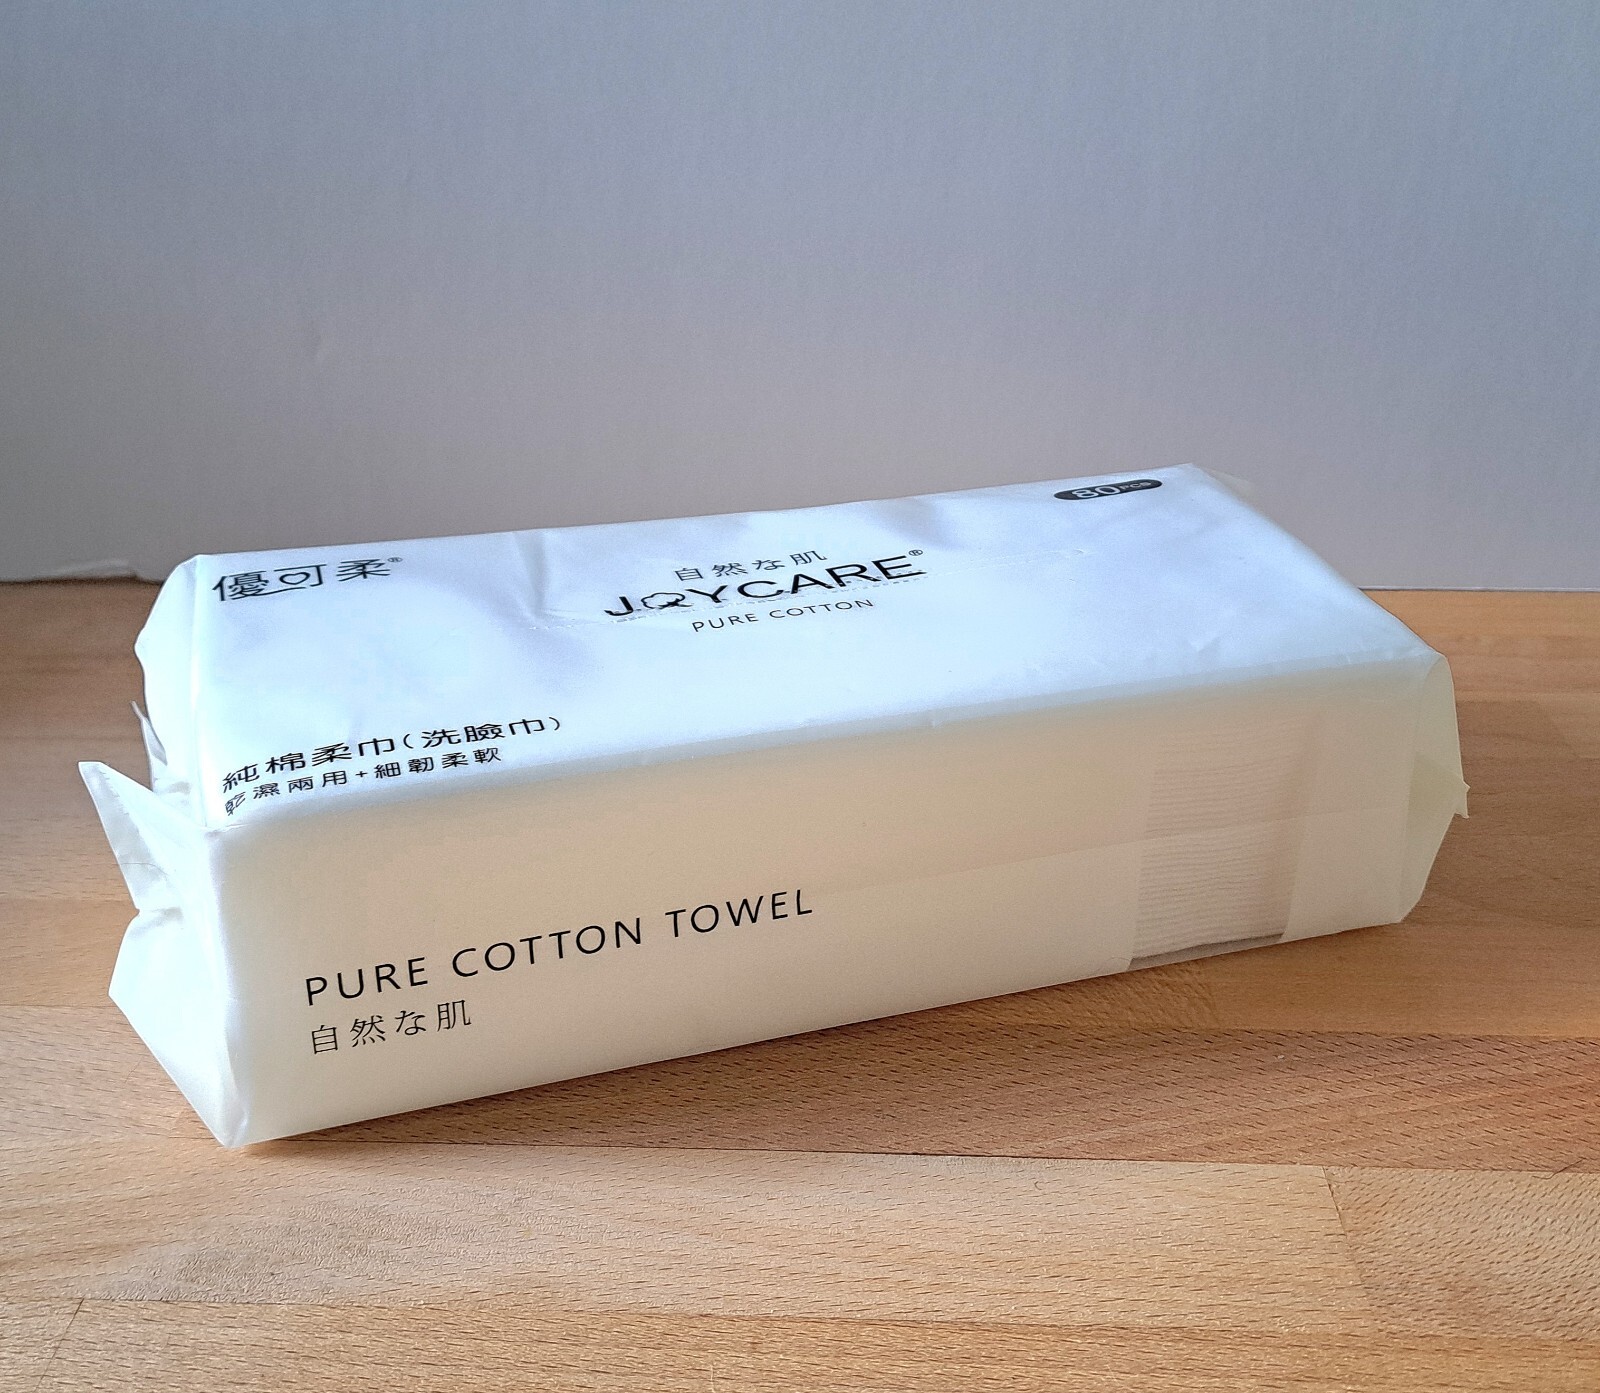 優可柔®
80PCS
自然な肌
JOYCARE®
PURE COTTON
純棉柔巾(洗臉巾)
乾濕兩用+細韌柔軟
PURE COTTON TOWEL
自然な肌